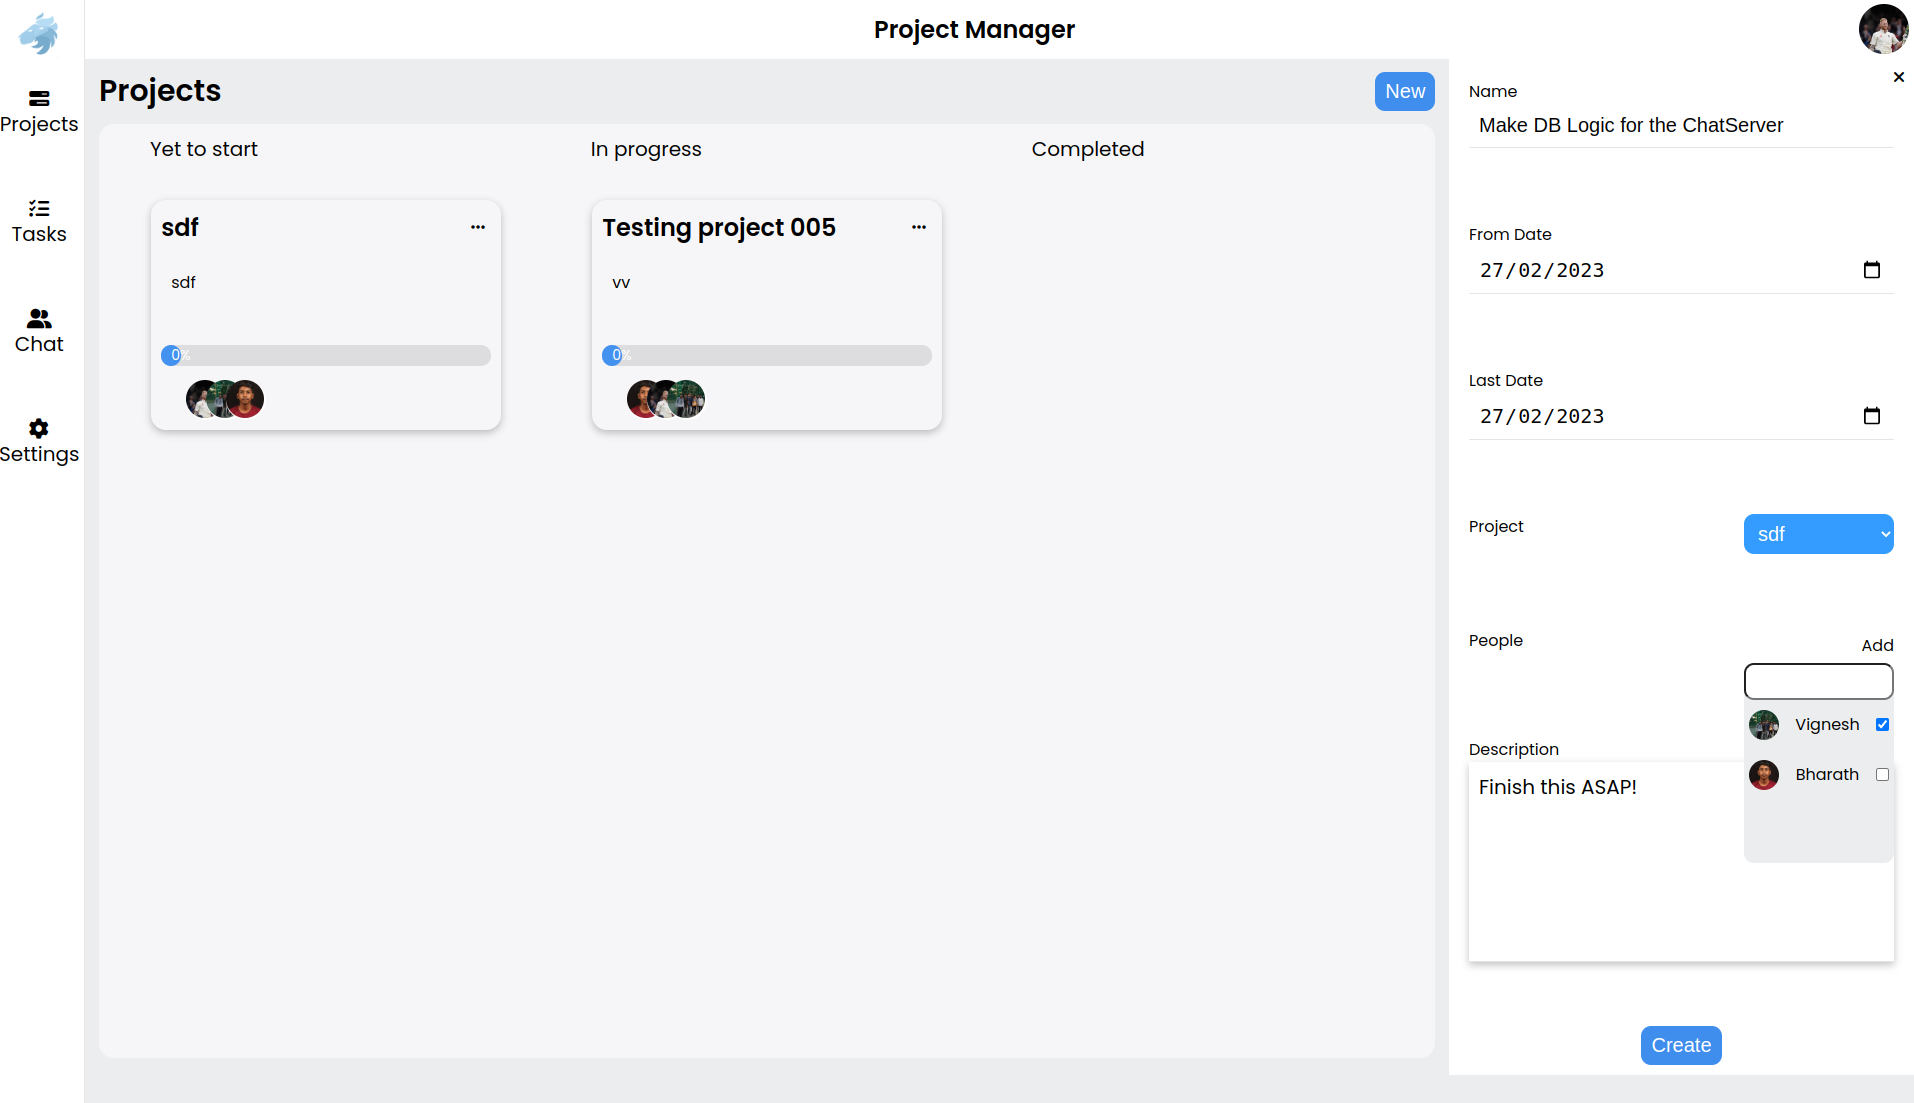 Project Manager
Projects
Tasks
Chat
Settings
Projects
New
Yet to start
In progress
Completed
sdf
sdf
0%
Testing project 005
vv
0%
Name
Make DB Logic for the ChatServer
From Date
27/02/2023
Last Date
27/02/2023
Project
sdf
People
Add
Vignesh
Bharath
Description
Finish this ASAP!
Create